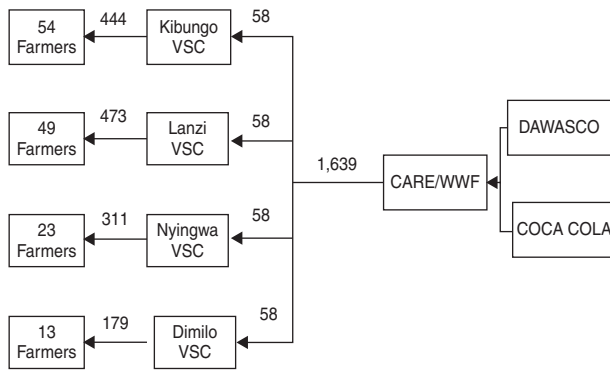 54
Farmers
444
Kibungo
VSC
58
49
Farmers
473
Lanzi
VSC
58
23
Farmers
311
Nyingwa
VSC
58
13
Farmers
179
Dimilo
VSC
58
1,639
CARE/WWF
DAWASCO
COCA COLA